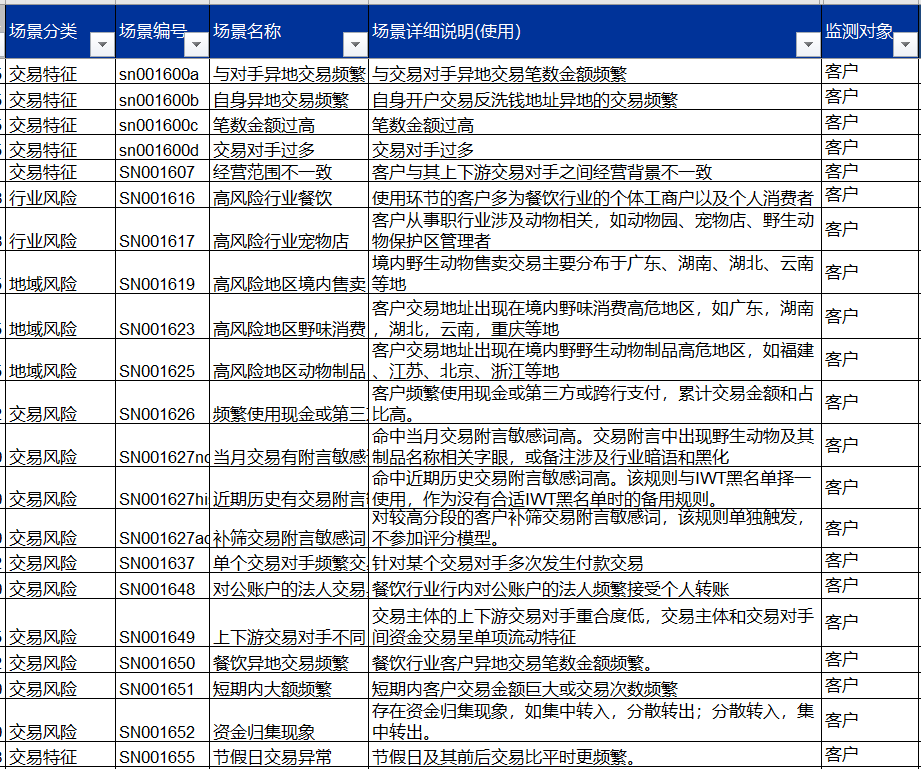 场景分类 场景编号 场景名称 场景详细说明(使用） 监测对象
交易特征 sn001600a 与对手异地交易频繁 与交易对手异地交易笔数金额频繁 客户
交易特征 sn001600b 自身异地交易频繁 自身开户交易反洗钱地址异地的交易频繁 客户
交易特征 sn001600c 笔数金额过高 笔数金额过高 客户
交易特征 sn001600d 交易对手过多 交易对手过多 客户
交易特征 SN001607 经营范围不一致 客户与其上下游交易对手之间经营背景不一致 客户
行业风险 SN001616 高风险行业餐饮 使用环节的客户多为餐饮行业的个体工商户以及个人消费者 客户
行业风险 SN001617 高风险行业宠物店 客户从事职行业涉及动物相关，如动物园、宠物店、野生动
物保护区管理者 客户
地域风险 SN001619 高风险地区境内售卖 境内野生动物售卖交易主要分布于广东、湖南、湖北、云南
等地 客户
地域风险 SN001623 高风险地区野味消费 客户交易地址出现在境内野味消费高危地区，如广东，湖南
，湖北，云南，重庆等地 客户
地域风险 SN001625 高风险地区动物制品 客户交易地址出现在境内野野生动物制品高危地区，如福建
、江苏、北京、浙江等地 客户
交易风险 SN001626 频繁使用现金或第三 客户频繁使用现金或第三方或跨行支付，累计交易金额和占
比高。 客户
交易风险 SN001627no 当月交易有附言敏感 命中当月交易附言敏感词高。交易附言中出现野生动物及其
制品名称相关字眼，或备注涉及行业暗语和黑化 客户
交易风险 SN001627hi 近期历史有交易附言 命中近期历史交易附言敏感词高。该规则与IWT黑名单择一
使用，作为没有合适IWT黑名单时的备用规则。 客户
交易风险 SN001627ad 补筛交易附言敏感词 对较高分段的客户补筛交易附言敏感词，该规则单独触发，
不参加评分模型。 客户
交易风险 SN001637 单个交易对手频繁交 针对某个交易对手多次发生付款交易 客户
交易风险 SN001648 对公账户的法人交易 餐饮行业行内对公账户的法人频繁接受个人转账 客户
交易风险 SN001649 上下游交易对手不同 交易主体的上下游交易对手重合度低，交易主体和交易对手
间资金交易呈单项流动特征 客户
交易风险 SN001650 餐饮异地交易频繁 餐饮行业客户异地交易笔数金额频繁。 客户
交易风险 SN001651 短期内大额频繁 短期内客户交易金额巨大或交易次数频繁 客户
交易风险 SN001652 资金归集现象 存在资金归集现象，如集中转入，分散转出；分散转入，集
中转出。 客户
交易特征 SN001655 节假日交易异常 节假日及其前后交易比平时更频繁。 客户